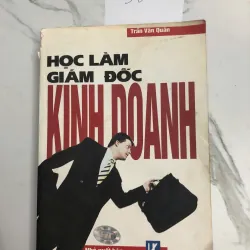 Trần Văn Quân
HỌC LÀM
GIÁM ĐỐC
KINH DOANH